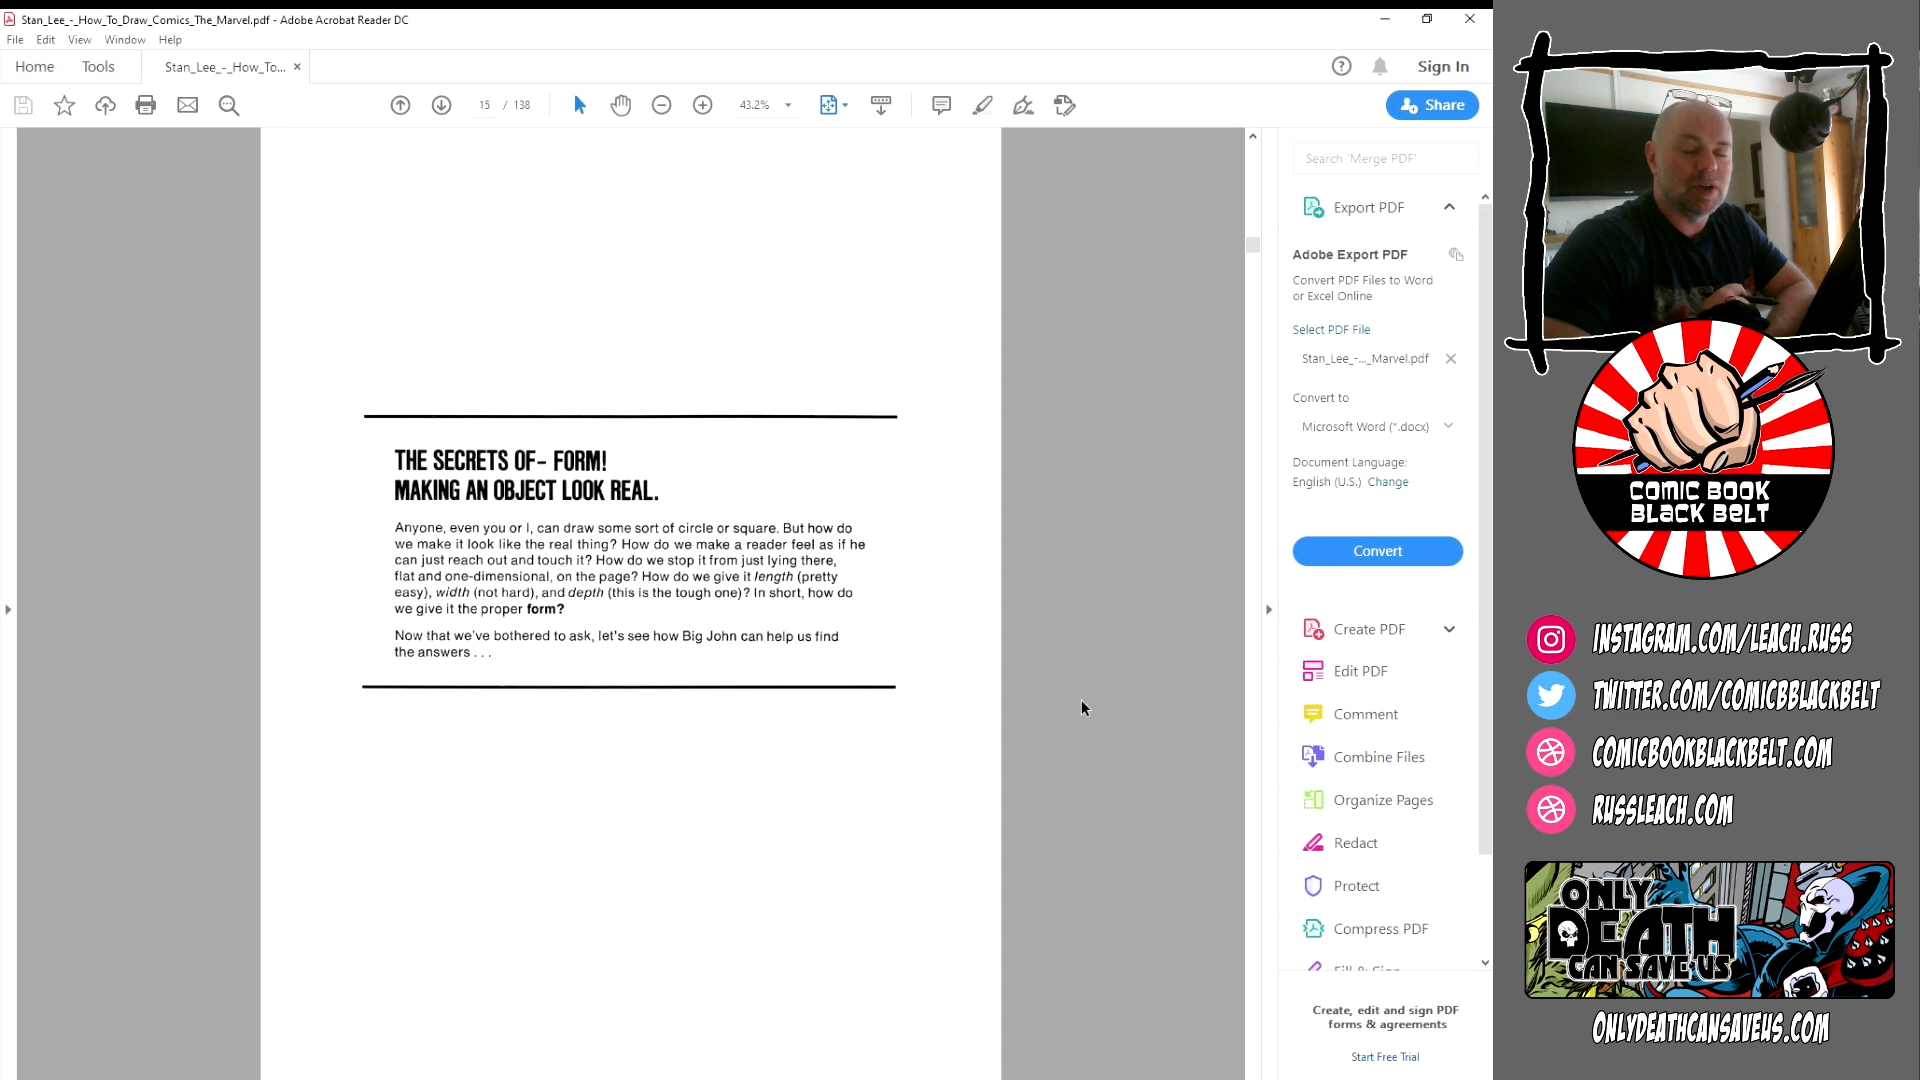 Stan_Lee_-_How_To_Draw_Comics_The_Marvel.pdf - Adobe Acrobat Reader DC
File Edit View Window Help
Home Tools Stan_Lee_-_How_To... × Sign In
15 / 138 43.2% Share
THE SECRETS OF- FORM!
MAKING AN OBJECT LOOK REAL.
Anyone, even you or I, can draw some sort of circle or square. But how do
we make it look like the real thing? How do we make a reader feel as if he
can just reach out and touch it? How do we stop it from just lying there,
flat and one-dimensional, on the page? How do we give it length (pretty
easy), width (not hard), and depth (this is the tough one)? In short, how do
we give it the proper form?
Now that we've bothered to ask, let's see how Big John can help us find
the answers . . .
Search 'Merge PDF'
Export PDF
Adobe Export PDF
Convert PDF Files to Word
or Excel Online
Select PDF File
Stan_Lee_-..._Marvel.pdf
Convert to
Microsoft Word (*.docx)
Document Language:
English (U.S.) Change
Convert
Create PDF
Edit PDF
Comment
Combine Files
Organize Pages
Redact
Protect
Compress PDF
Fill & Sign
Create, edit and sign PDF
forms & agreements
Start Free Trial
COMIC BOOK
BLACK BELT
INSTAGRAM.COM/LEACH.RUSS
TWITTER.COM/COMICBBLACKBELT
COMICBOOKBLACKBELT.COM
RUSSLEACH.COM
ONLY
DEATH
CAN SAVE US
ONLYDEATHCANSAVEUS.COM